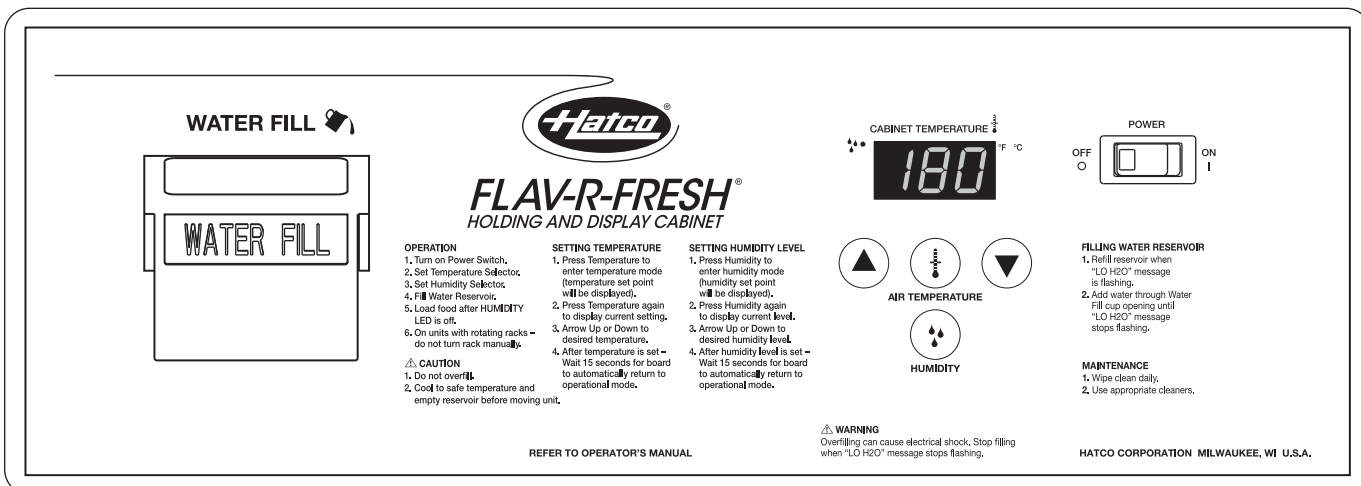 WATER FILL
WATER FILL
Hatco®
FLAV-R-FRESH®
HOLDING AND DISPLAY CABINET
OPERATION
1. Turn on Power Switch.
2. Set Temperature Selector.
3. Set Humidity Selector.
4. Fill Water Reservoir.
5. Load food after HUMIDITY
LED is off.
6. On units with rotating racks –
do not turn rack manually.
⚠ CAUTION
1. Do not overfill.
2. Cool to safe temperature and
empty reservoir before moving unit.
SETTING TEMPERATURE
1. Press Temperature to
enter temperature mode
(temperature set point
will be displayed).
2. Press Temperature again
to display current setting.
3. Arrow Up or Down to
desired temperature.
4. After temperature is set –
Wait 15 seconds for board
to automatically return to
operational mode.
SETTING HUMIDITY LEVEL
1. Press Humidity to
enter humidity mode
(humidity set point
will be displayed).
2. Press Humidity again
to display current level.
3. Arrow Up or Down to
desired humidity level.
4. After humidity level is set –
Wait 15 seconds for board
to automatically return to
operational mode.
REFER TO OPERATOR'S MANUAL
CABINET TEMPERATURE
180
°F °C
AIR TEMPERATURE
HUMIDITY
⚠ WARNING
Overfilling can cause electrical shock. Stop filling
when "LO H2O" message stops flashing.
POWER
OFF
O
ON
I
FILLING WATER RESERVOIR
1. Refill reservoir when
"LO H2O" message
is flashing.
2. Add water through Water
Fill cup opening until
"LO H2O" message
stops flashing.
MAINTENANCE
1. Wipe clean daily.
2. Use appropriate cleaners.
HATCO CORPORATION MILWAUKEE, WI U.S.A.